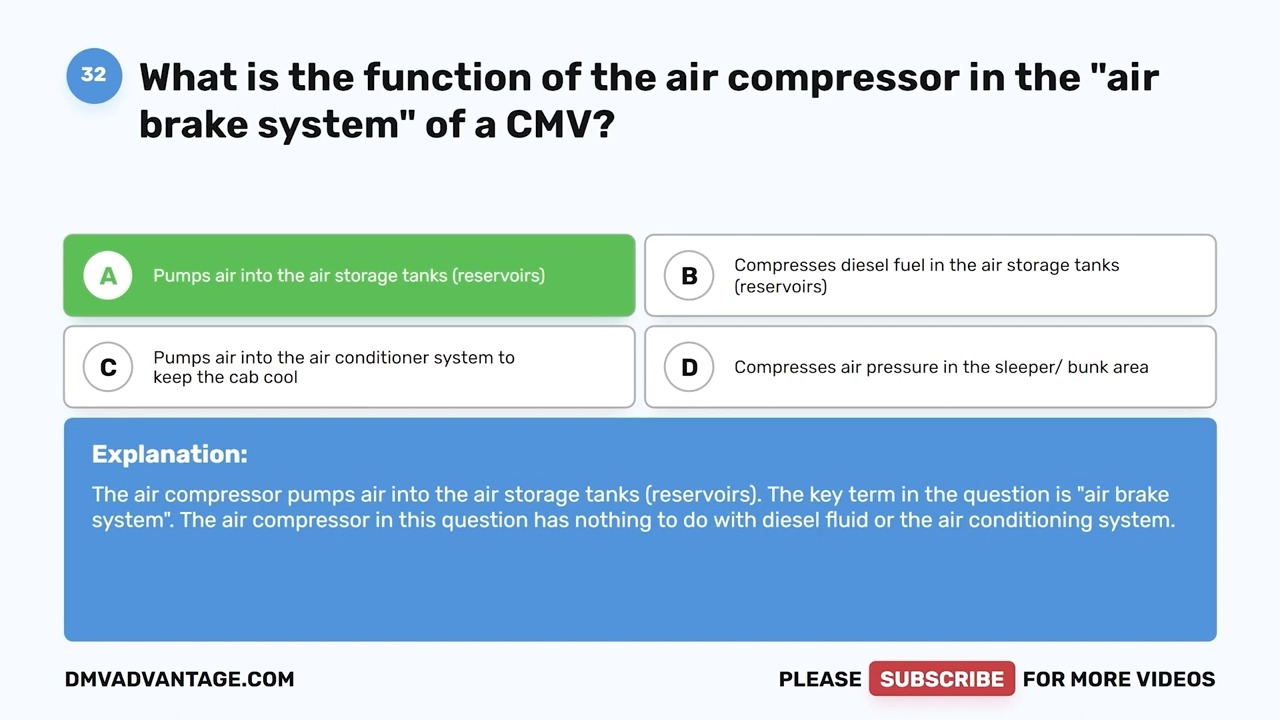 32
What is the function of the air compressor in the "air
brake system" of a CMV?
A
Pumps air into the air storage tanks (reservoirs)
B
Compresses diesel fuel in the air storage tanks
(reservoirs)
C
Pumps air into the air conditioner system to
keep the cab cool
D
Compresses air pressure in the sleeper/ bunk area
Explanation:
The air compressor pumps air into the air storage tanks (reservoirs). The key term in the question is "air brake
system". The air compressor in this question has nothing to do with diesel fluid or the air conditioning system.
DMVADVANTAGE.COM
PLEASE SUBSCRIBE FOR MORE VIDEOS